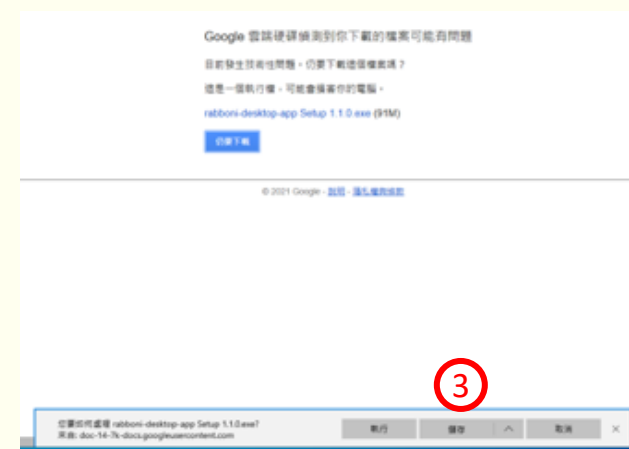 Google 雲端硬碟偵測到你下載的檔案可能有問題
目前發生技術性問題，仍要下載這個檔案嗎？
這是一個執行檔，可能會損害你的電腦。
rabboni-desktop-app Setup 1.1.0.exe (91M)
仍要下載
© 2021 Google - 說明 - 隱私權與條款
3
您要如何處理 rabboni-desktop-app Setup 1.1.0.exe?
來自: doc-14-7k-docs.googleusercontent.com
執行 儲存 取消